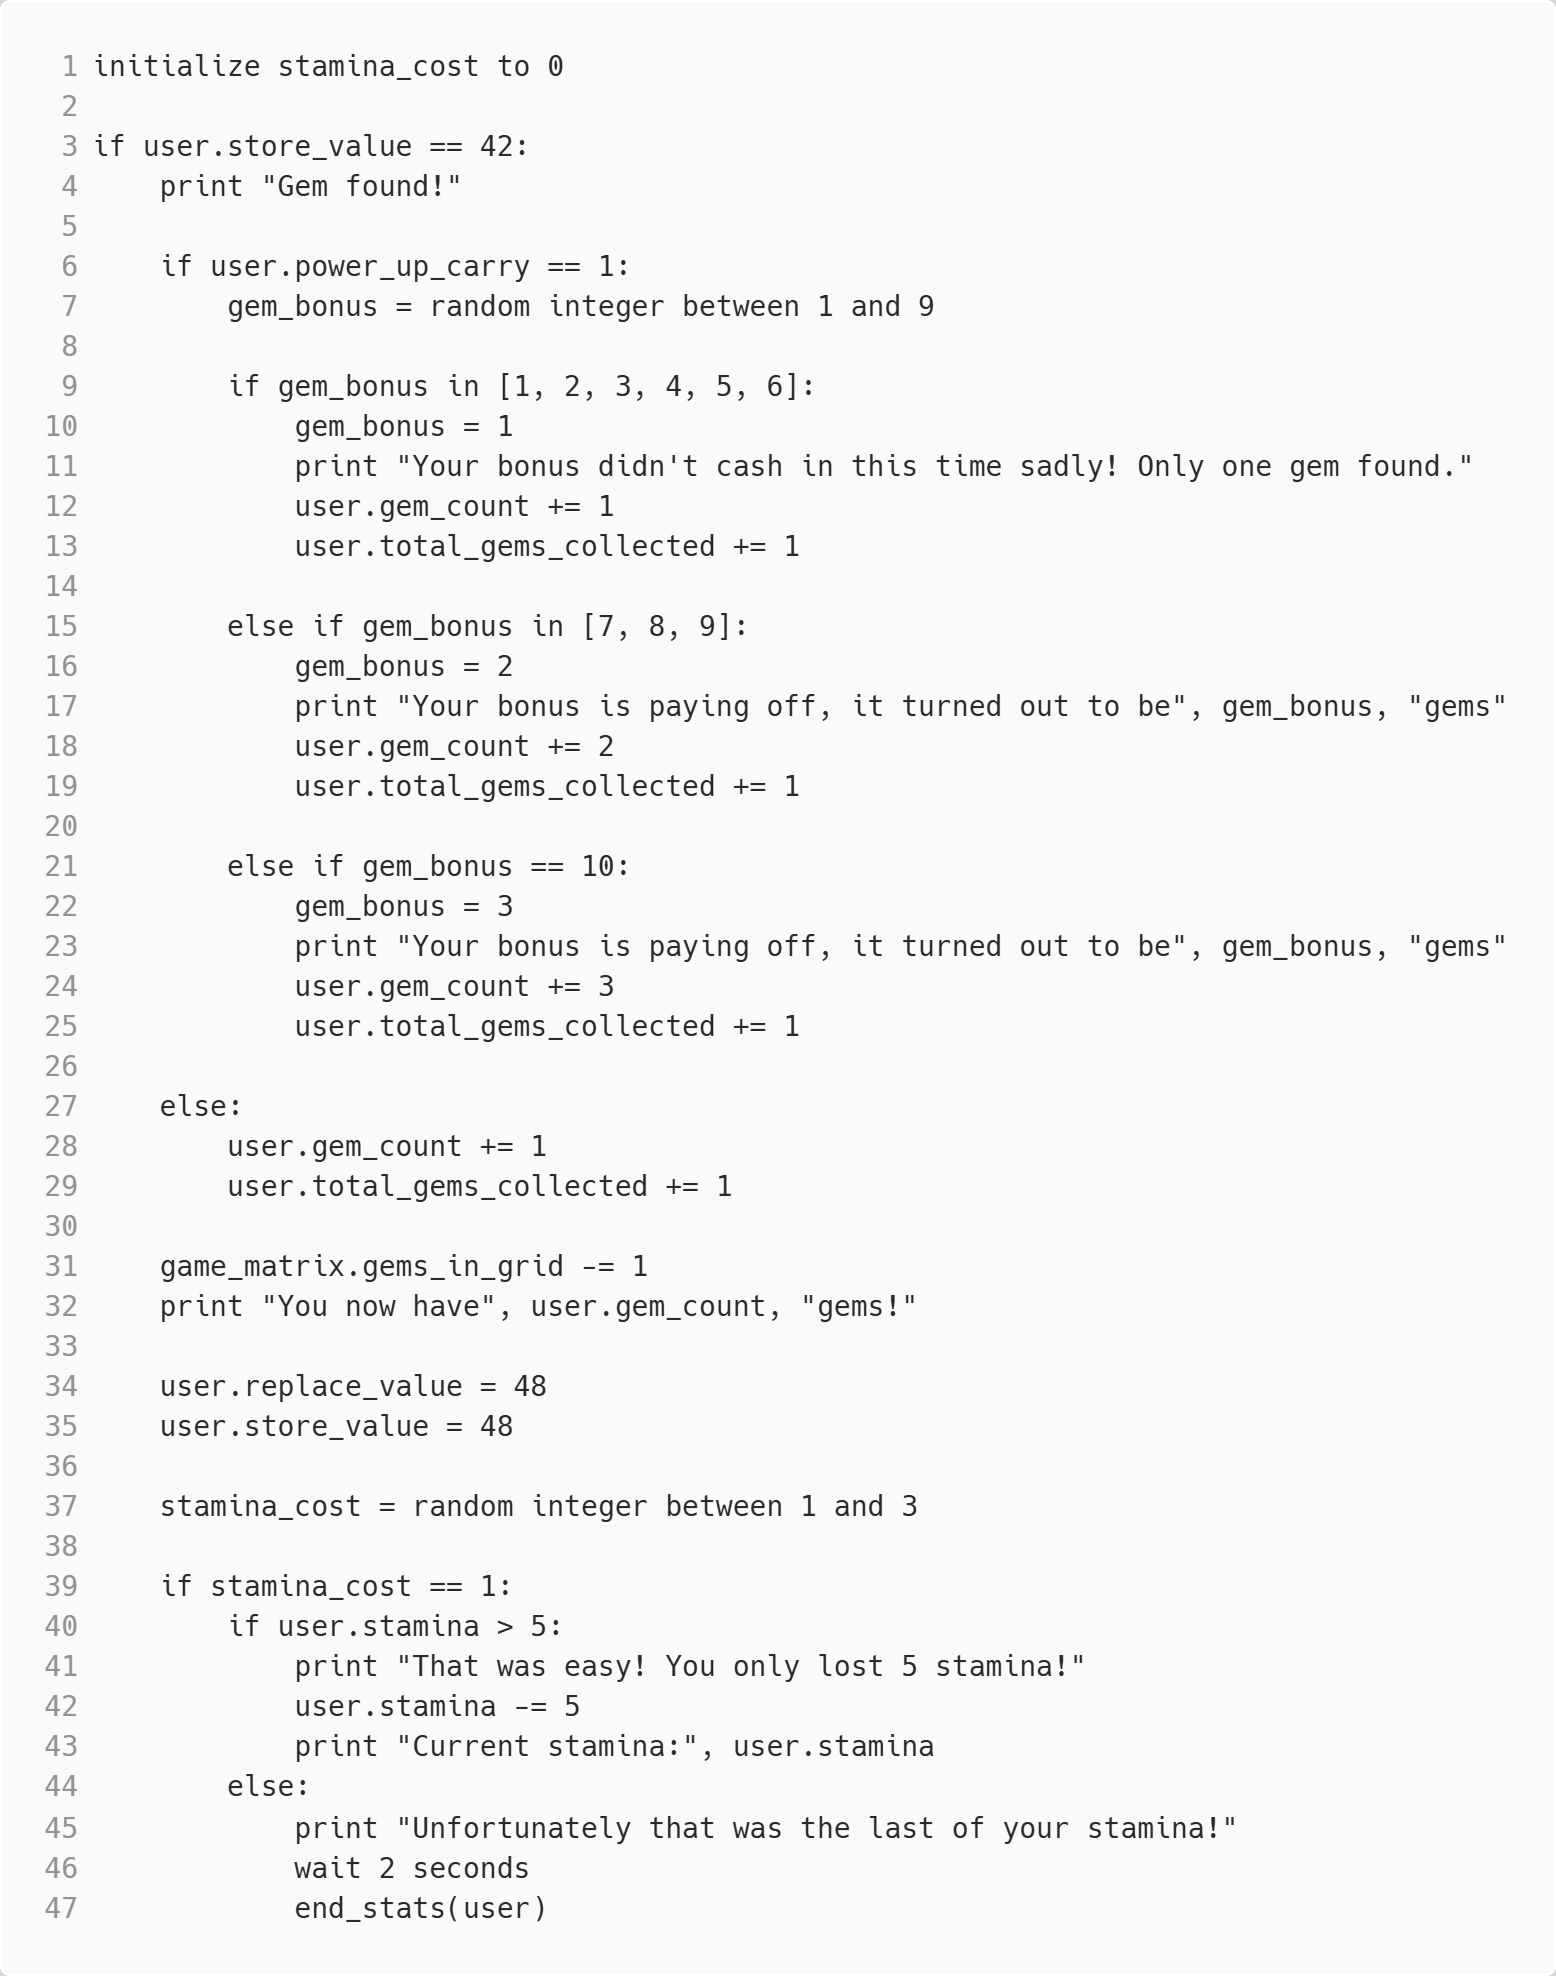 1 initialize stamina_cost to 0
2
3 if user.store_value == 42:
4     print "Gem found!"
5
6     if user.power_up_carry == 1:
7         gem_bonus = random integer between 1 and 9
8
9         if gem_bonus in [1, 2, 3, 4, 5, 6]:
10             gem_bonus = 1
11             print "Your bonus didn't cash in this time sadly! Only one gem found."
12             user.gem_count += 1
13             user.total_gems_collected += 1
14
15         else if gem_bonus in [7, 8, 9]:
16             gem_bonus = 2
17             print "Your bonus is paying off, it turned out to be", gem_bonus, "gems"
18             user.gem_count += 2
19             user.total_gems_collected += 1
20
21         else if gem_bonus == 10:
22             gem_bonus = 3
23             print "Your bonus is paying off, it turned out to be", gem_bonus, "gems"
24             user.gem_count += 3
25             user.total_gems_collected += 1
26
27     else:
28         user.gem_count += 1
29         user.total_gems_collected += 1
30
31     game_matrix.gems_in_grid -= 1
32     print "You now have", user.gem_count, "gems!"
33
34     user.replace_value = 48
35     user.store_value = 48
36
37     stamina_cost = random integer between 1 and 3
38
39     if stamina_cost == 1:
40         if user.stamina > 5:
41             print "That was easy! You only lost 5 stamina!"
42             user.stamina -= 5
43             print "Current stamina:", user.stamina
44         else:
45             print "Unfortunately that was the last of your stamina!"
46             wait 2 seconds
47             end_stats(user)